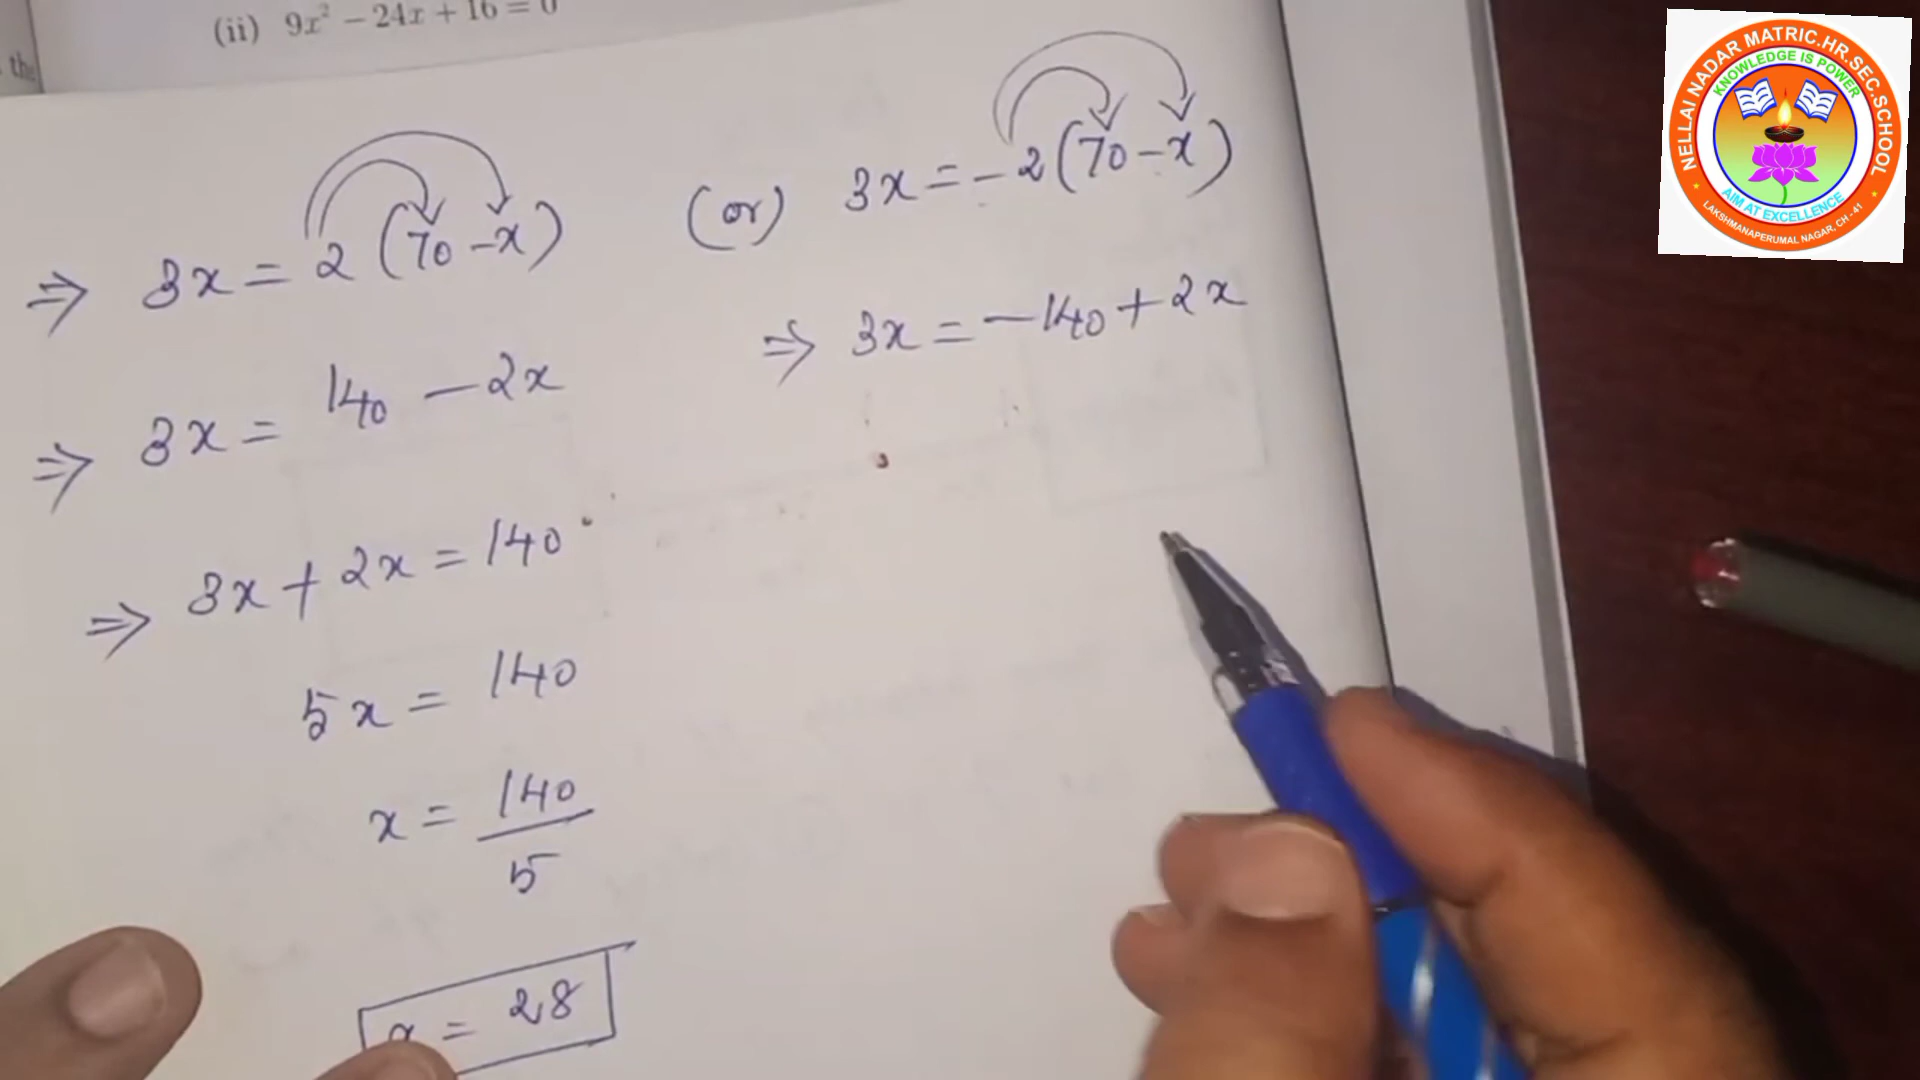 (ii) 9x² − 24x + 16 = 0
the
⇒ 3x = 2 (70 − x)
⇒ 3x = 140 − 2x
⇒ 3x + 2x = 140
5x = 140
x = 140/5
x = 28
(or) 3x = −2(70 − x)
⇒ 3x = −140 + 2x
NELLAI NADAR MATRIC.HR.SEC.SCHOOL
KNOWLEDGE IS POWER
AIM AT EXCELLENCE
LAKSHMANAPERUMAL NAGAR, CH - 41